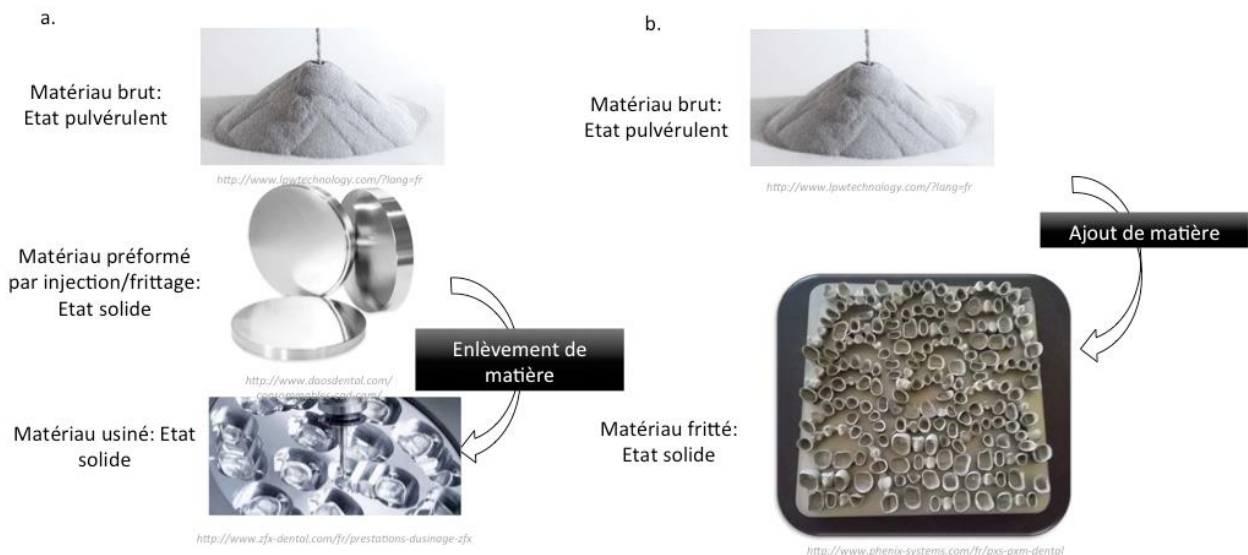 a.
Matériau brut:
Etat pulvérulent
http://www.lpwtechnology.com/?lang=fr
Matériau préformé
par injection/frittage:
Etat solide
http://www.daosdental.com/
consommables-cad-cam/
Enlèvement de
matière
Matériau usiné: Etat
solide
http://www.zfx-dental.com/fr/prestations-dusinage-zfx
b.
Matériau brut:
Etat pulvérulent
http://www.lpwtechnology.com/?lang=fr
Ajout de matière
Matériau fritté:
Etat solide
http://www.phenix-systems.com/fr/pxs-pxm-dental